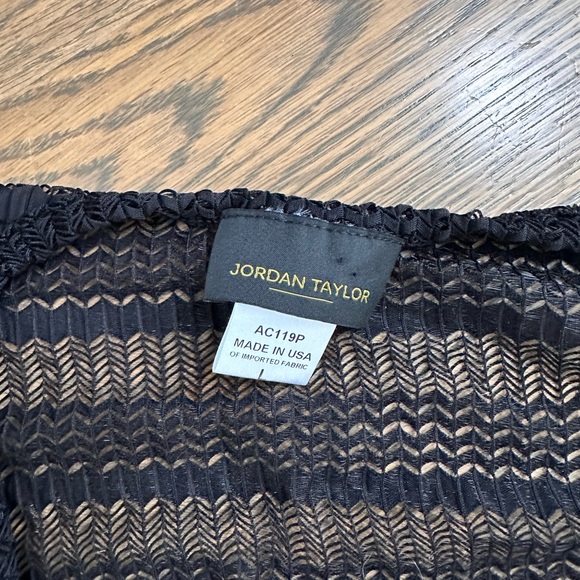 JORDAN TAYLOR
AC119P
MADE IN USA
OF IMPORTED FABRIC